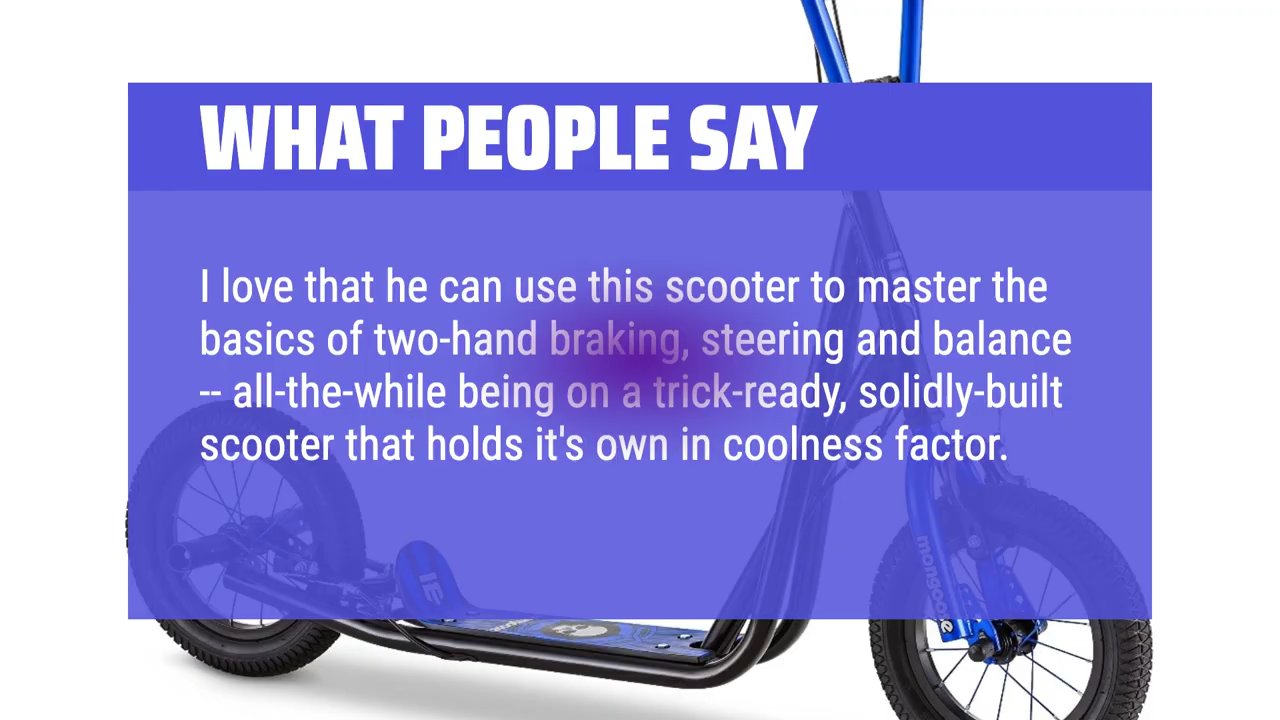 WHAT PEOPLE SAY
I love that he can use this scooter to master the
basics of two-hand braking, steering and balance
-- all-the-while being on a trick-ready, solidly-built
scooter that holds it's own in coolness factor.
mongoose